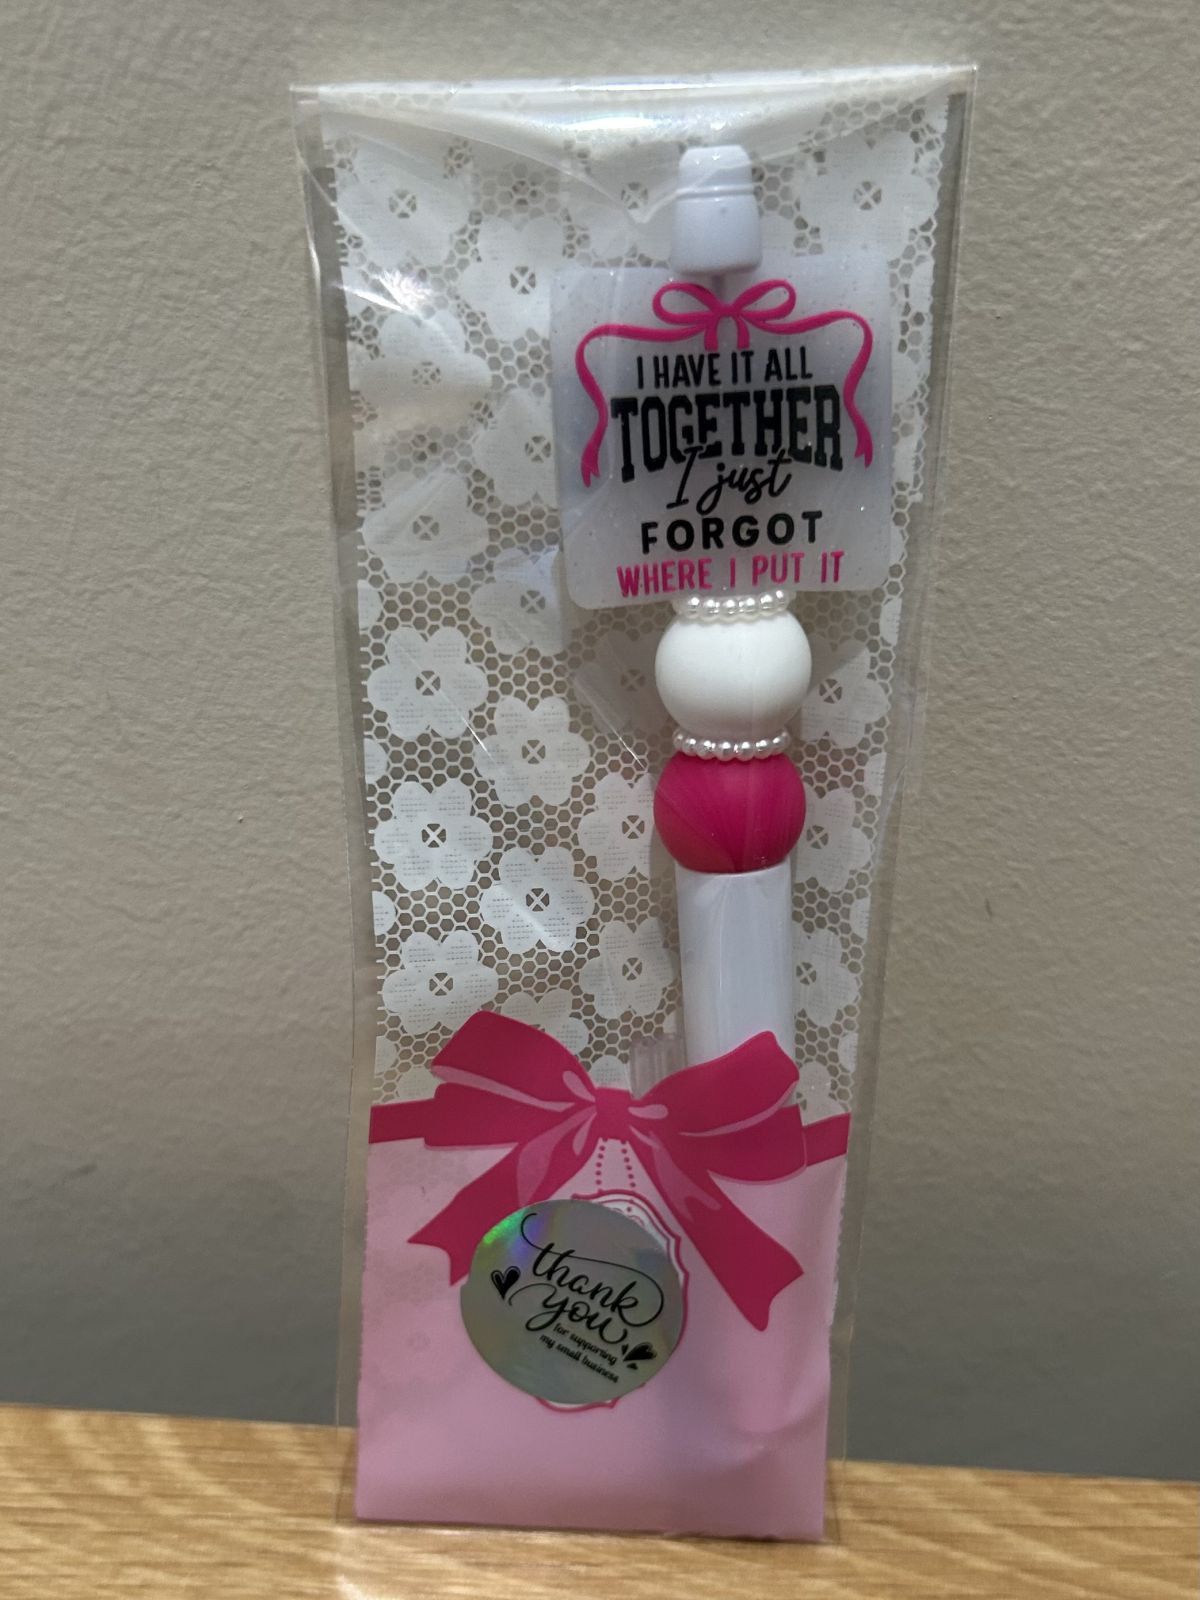 I HAVE IT ALL
TOGETHER
I just
FORGOT
WHERE I PUT IT
thank
you
for supporting
my small business